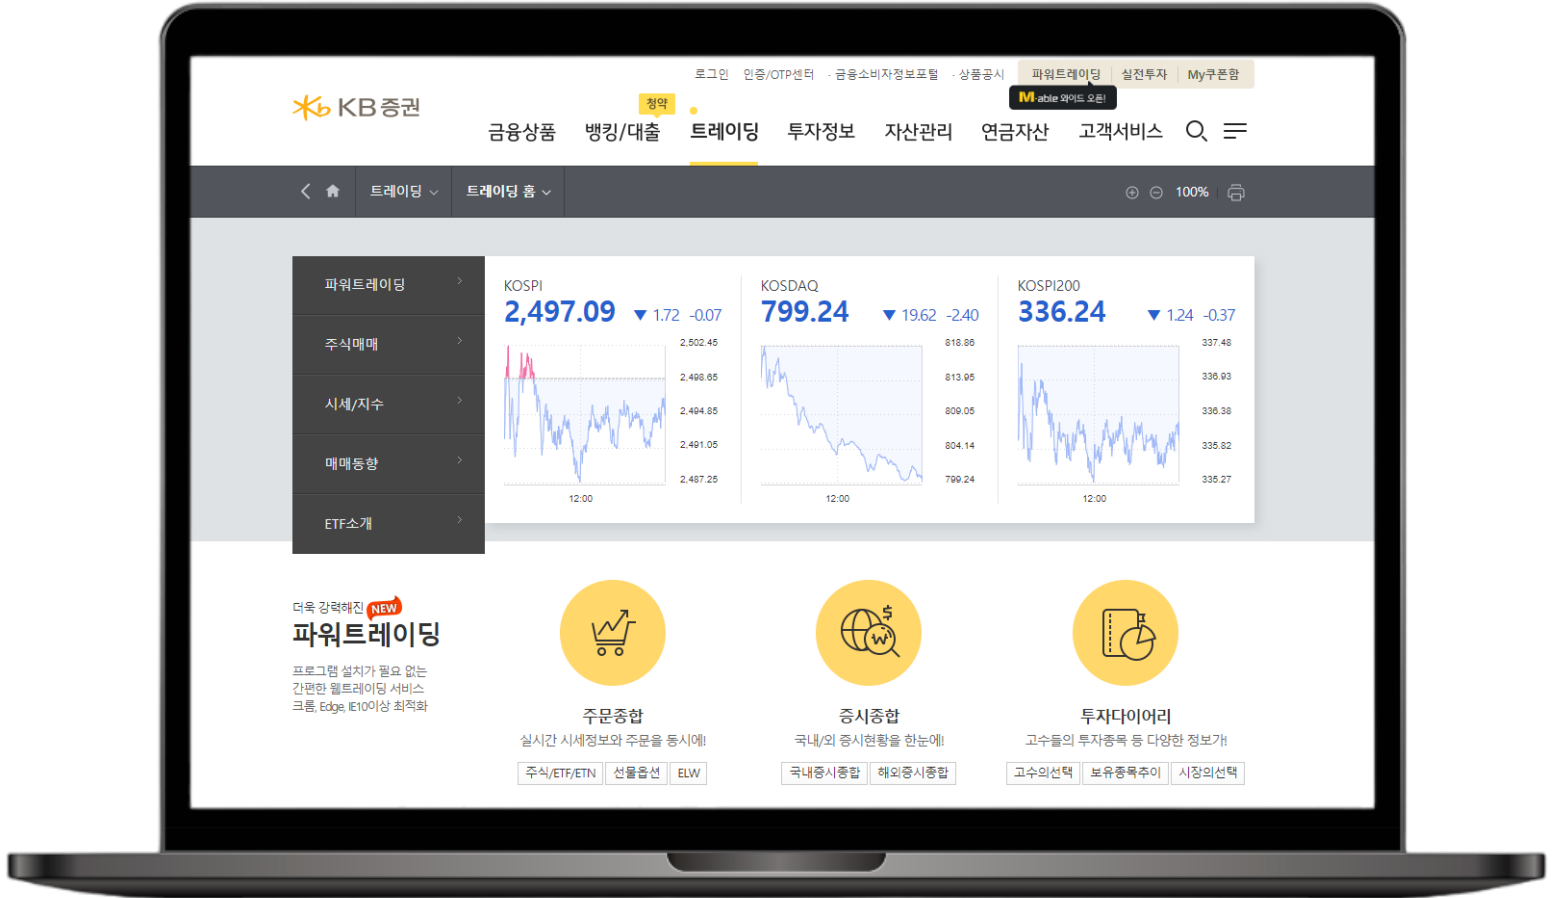 로그인 인증/OTP센터 · 금융소비자정보포털 · 상품공시 파워트레이딩 실전투자 My쿠폰함
M-able 와이드 오픈!
KB증권
청약
금융상품 뱅킹/대출 트레이딩 투자정보 자산관리 연금자산 고객서비스
트레이딩 트레이딩 홈 100%
파워트레이딩
주식매매
시세/지수
매매동향
ETF소개
KOSPI
2,497.09 ▼ 1.72 -0.07
2,502.45
2,498.65
2,494.85
2,491.05
2,487.25
12:00
KOSDAQ
799.24 ▼ 19.62 -2.40
818.86
813.95
809.05
804.14
799.24
12:00
KOSPI200
336.24 ▼ 1.24 -0.37
337.48
336.93
336.38
335.82
335.27
12:00
더욱 강력해진 NEW
파워트레이딩
프로그램 설치가 필요 없는
간편한 웹트레이딩 서비스
크롬, Edge, IE10이상 최적화
주문종합
실시간 시세정보와 주문을 동시에!
주식/ETF/ETN 선물옵션 ELW
증시종합
국내/외 증시현황을 한눈에!
국내증시종합 해외증시종합
투자다이어리
고수들의 투자종목 등 다양한 정보가!
고수의선택 보유종목추이 시장의선택